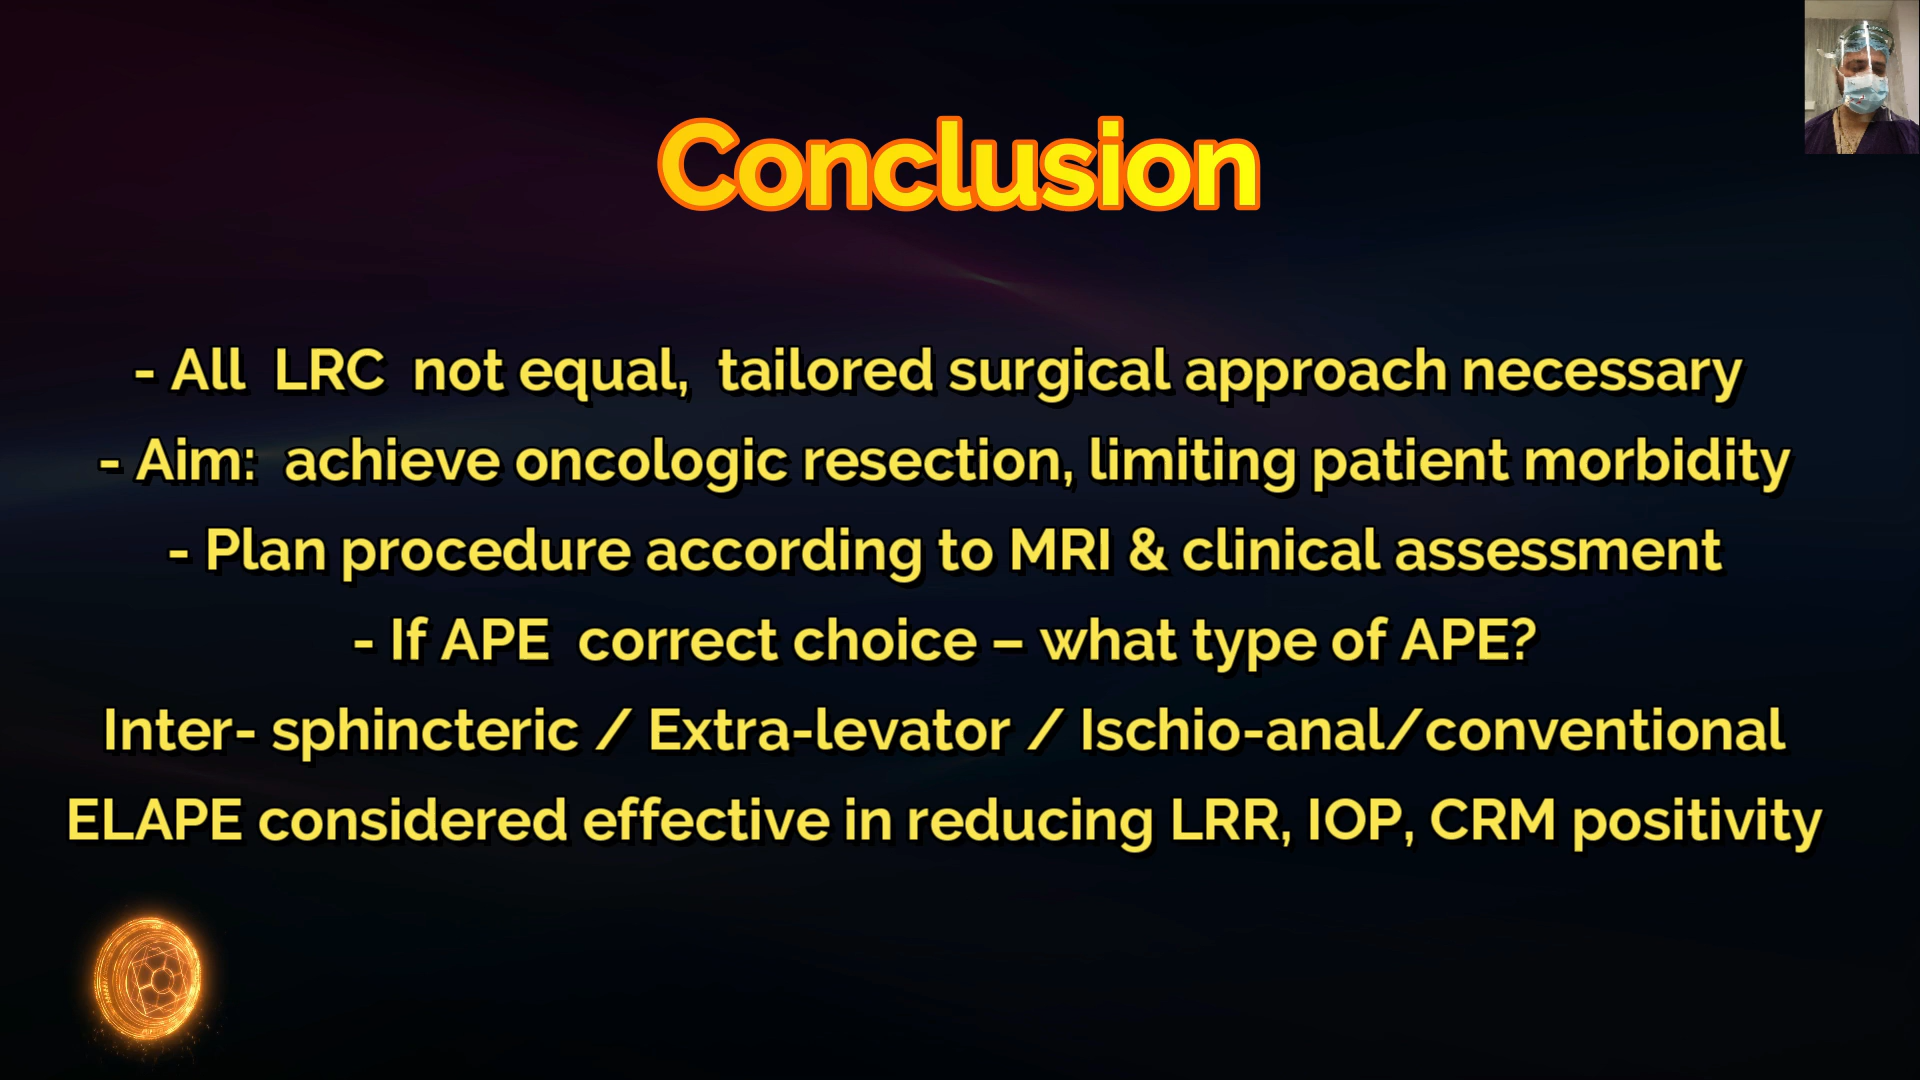 Conclusion
- All LRC not equal, tailored surgical approach necessary
- Aim: achieve oncologic resection, limiting patient morbidity
- Plan procedure according to MRI & clinical assessment
- If APE correct choice – what type of APE?
Inter- sphincteric / Extra-levator / Ischio-anal/conventional
ELAPE considered effective in reducing LRR, IOP, CRM positivity